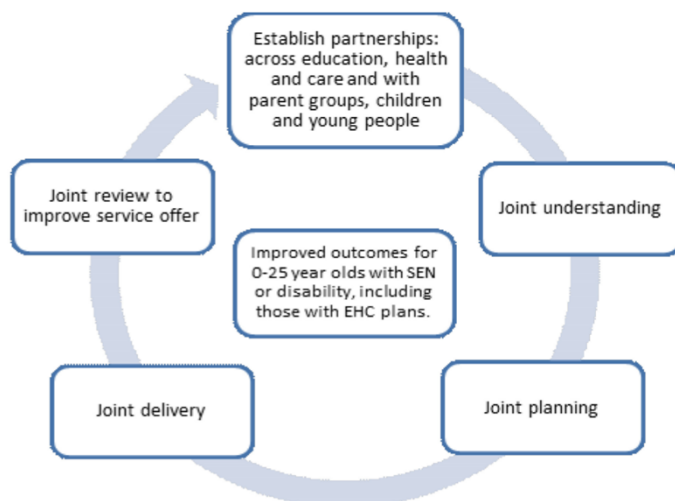 Establish partnerships:
across education, health
and care and with
parent groups, children
and young people
Joint understanding
Joint planning
Joint delivery
Joint review to
improve service offer
Improved outcomes for
0-25 year olds with SEN
or disability, including
those with EHC plans.